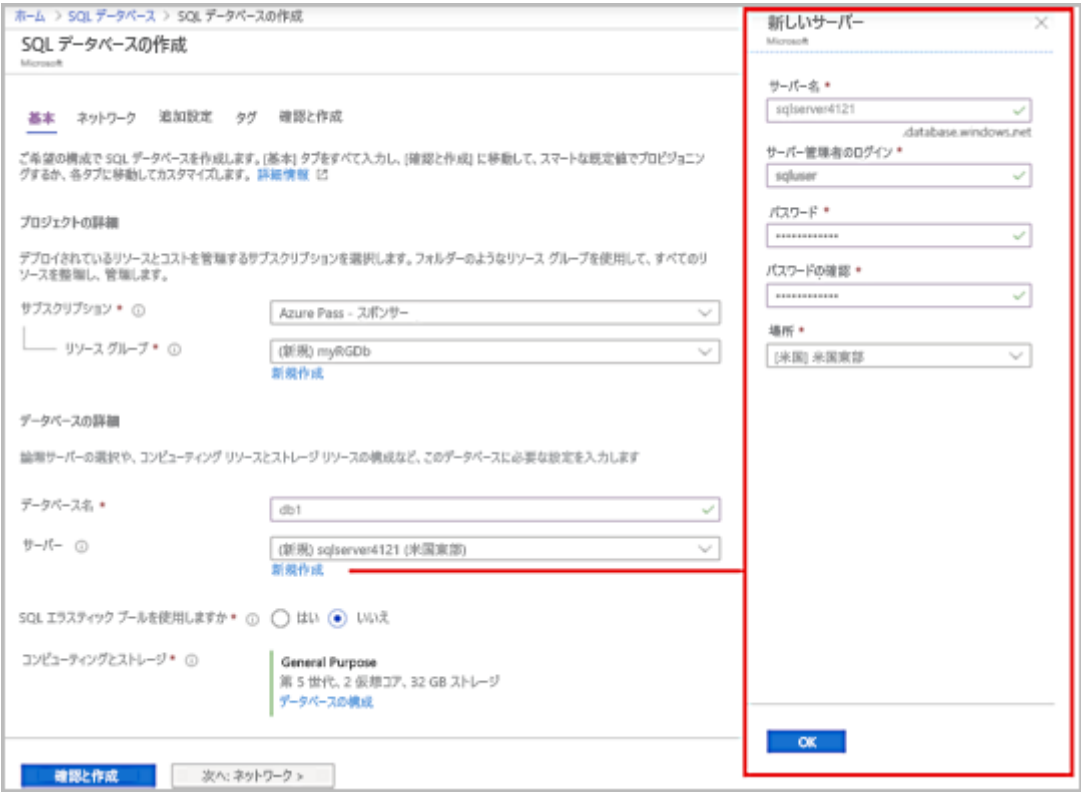 ホーム > SQL データベース > SQL データベースの作成
SQL データベースの作成
Microsoft
基本 ネットワーク 追加設定 タグ 確認と作成
ご希望の構成で SQL データベースを作成します。[基本] タブをすべて入力し、[確認と作成] に移動して、スマートな既定値でプロビジョニン
グするか、各タブに移動してカスタマイズします。 詳細情報
プロジェクトの詳細
デプロイされているリソースとコストを管理するサブスクリプションを選択します。フォルダーのようなリソース グループを使用して、すべてのリ
ソースを整理し、管理します。
サブスクリプション * Azure Pass - スポンサー
リソース グループ * (新規) myRGDb
新規作成
データベースの詳細
論理サーバーの選択や、コンピューティング リソースとストレージ リソースの構成など、このデータベースに必要な設定を入力します
データベース名 * db1
サーバー (新規) sqlserver4121 (米国東部)
新規作成
SQL エラスティック プールを使用しますか * はい いいえ
コンピューティングとストレージ * General Purpose
第 5 世代、2 仮想コア、32 GB ストレージ
データベースの構成
確認と作成 次へ: ネットワーク >
新しいサーバー
Microsoft
サーバー名 *
sqlserver4121
.database.windows.net
サーバー管理者のログイン *
sqluser
パスワード *
••••••••••••
パスワードの確認 *
••••••••••••
場所 *
[米国] 米国東部
OK